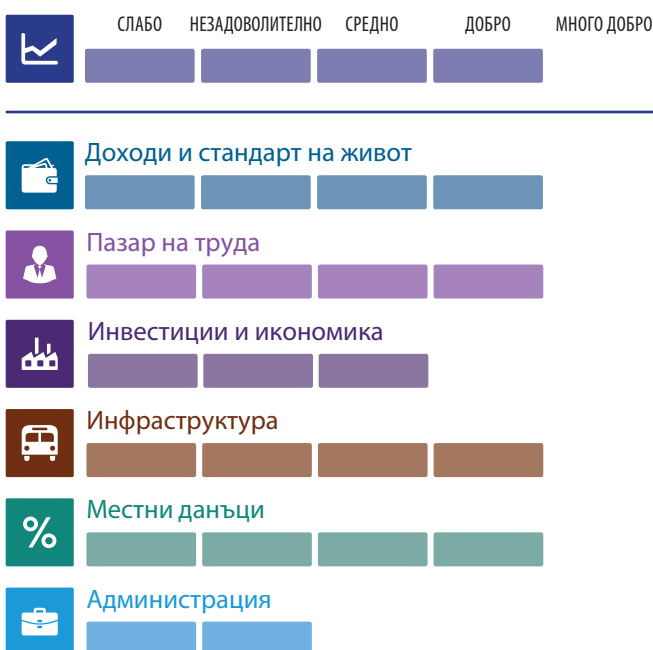 СЛАБО НЕЗАДОВОЛИТЕЛНО СРЕДНО ДОБРО МНОГО ДОБРО
Доходи и стандарт на живот
Пазар на труда
Инвестиции и икономика
Инфраструктура
Местни данъци
%
Администрация